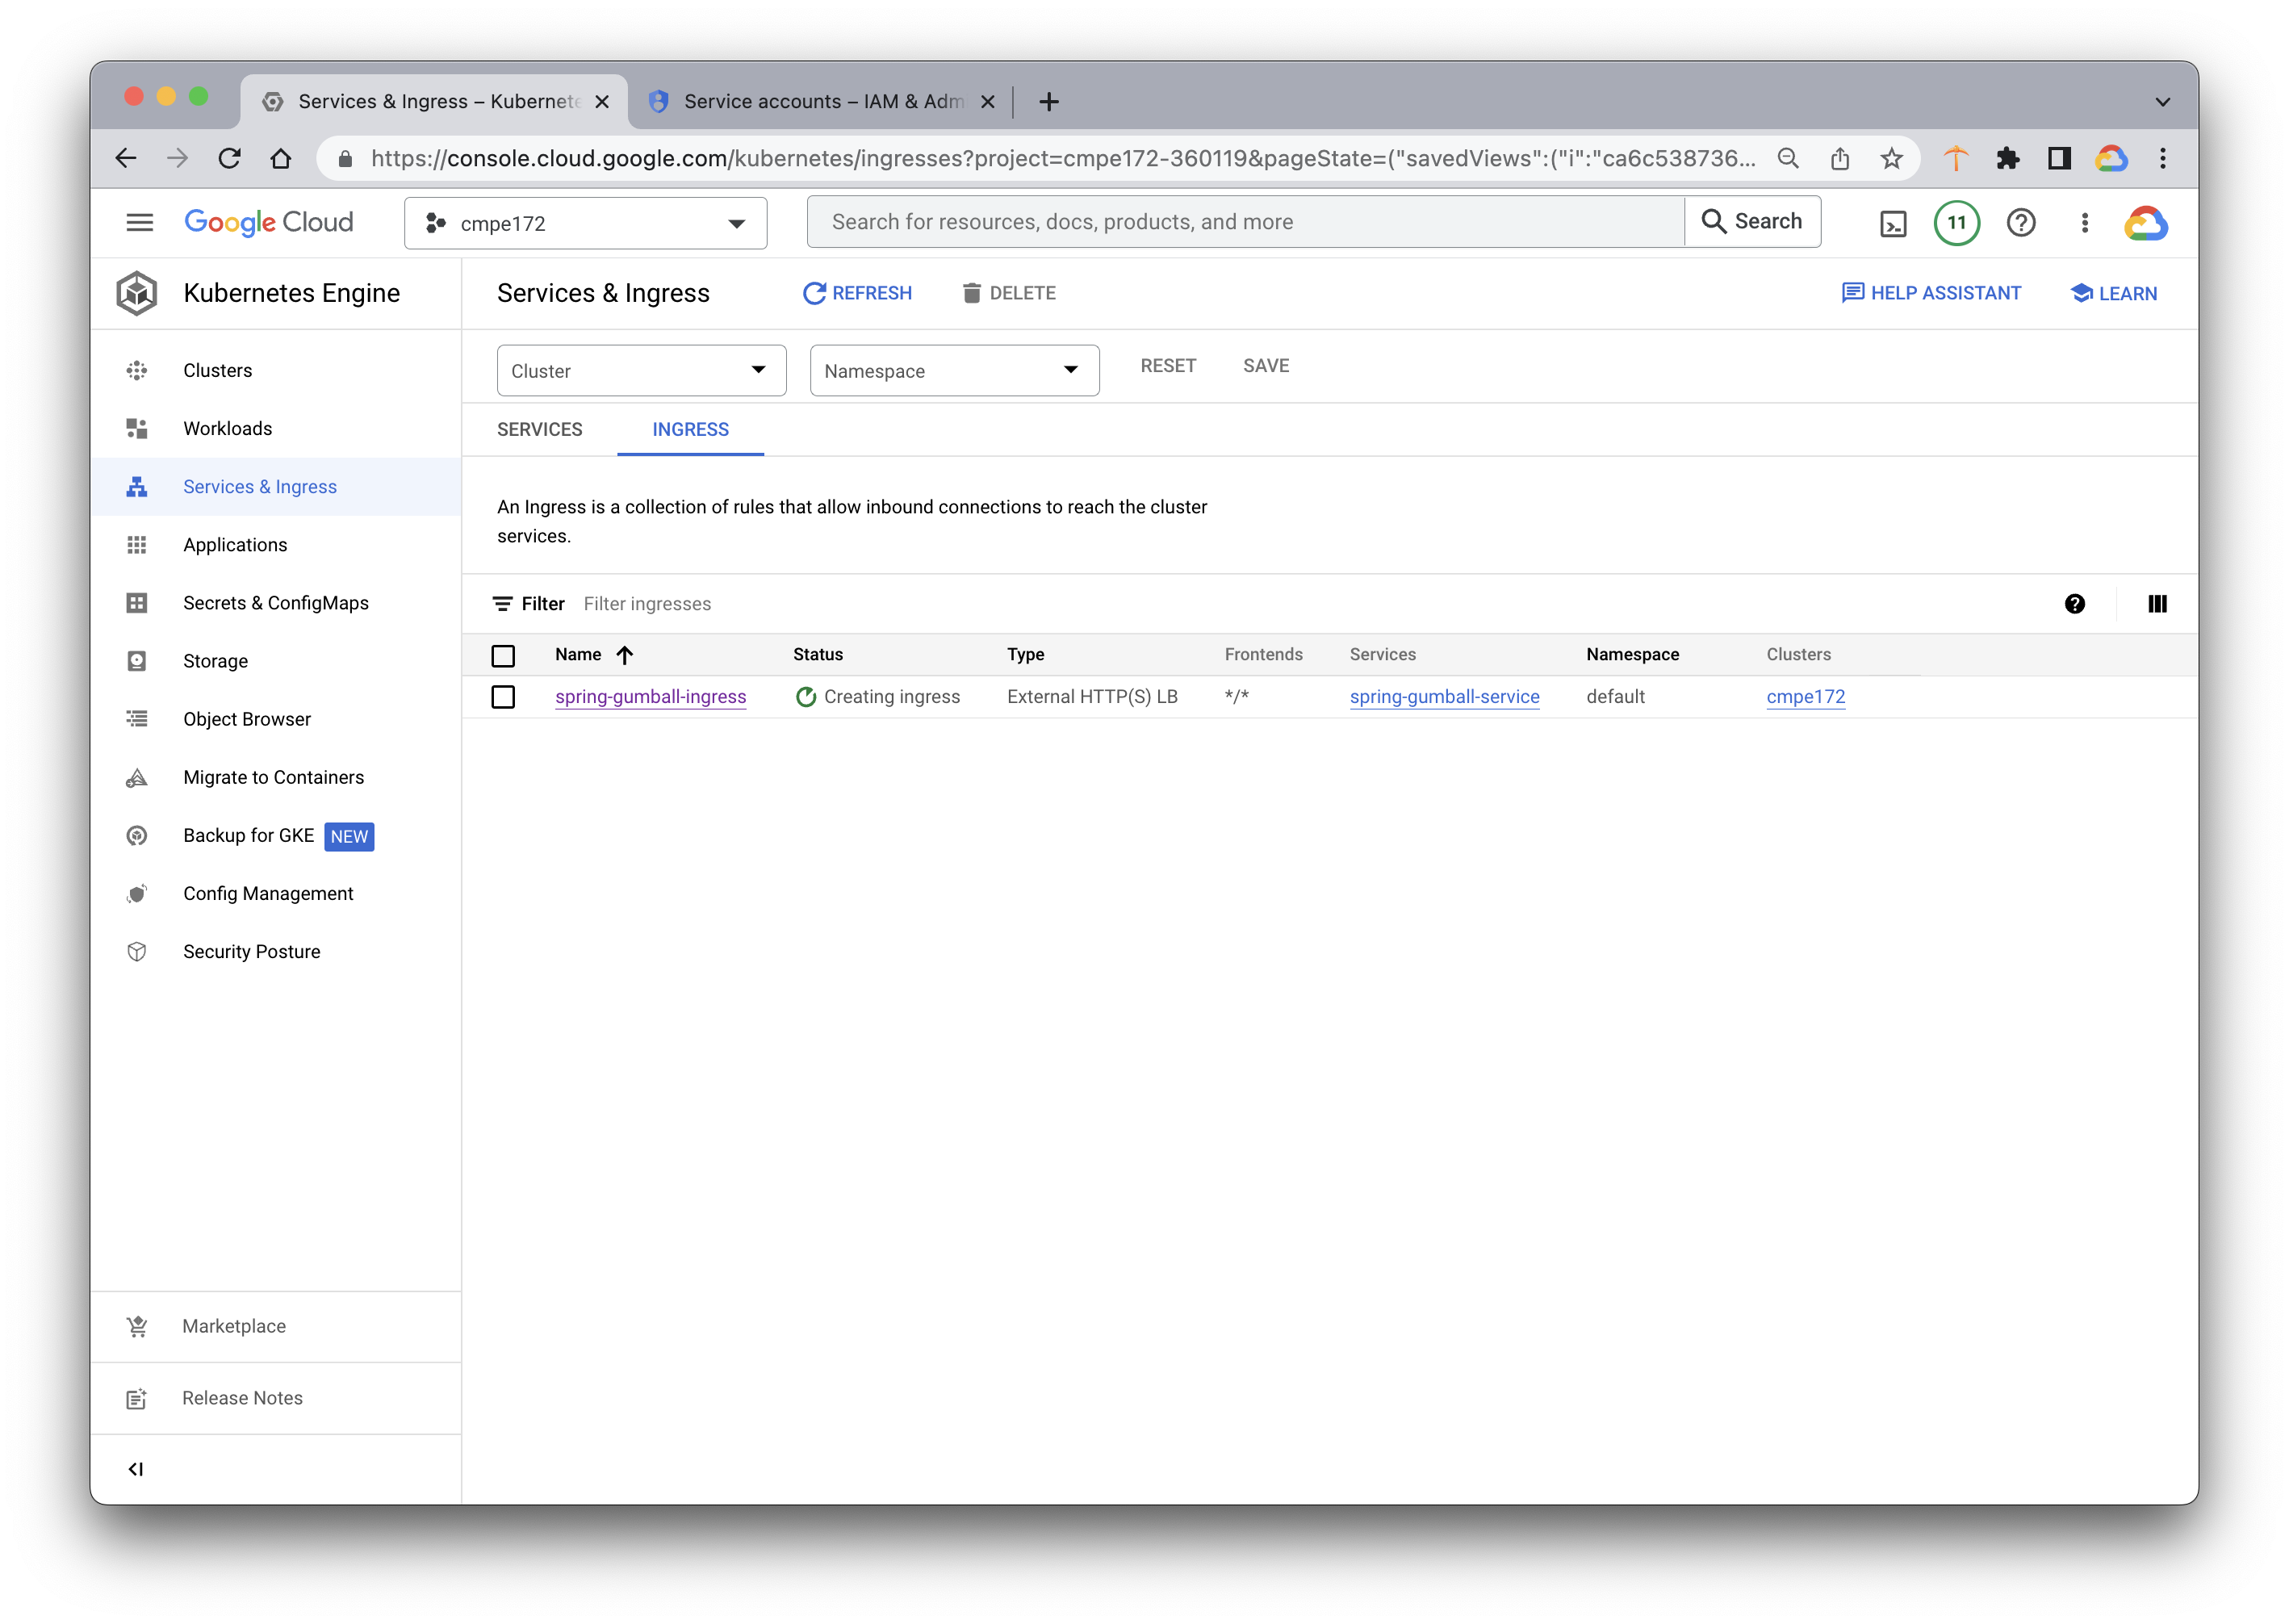 Services & Ingress – Kubernete
Service accounts – IAM & Adm
https://console.cloud.google.com/kubernetes/ingresses?project=cmpe172-360119&pageState=("savedViews":("i":"ca6c538736...
Google Cloud
cmpe172
Search for resources, docs, products, and more
Search
11
Kubernetes Engine
Services & Ingress
REFRESH
DELETE
HELP ASSISTANT
LEARN
Clusters
Workloads
Services & Ingress
Applications
Secrets & ConfigMaps
Storage
Object Browser
Migrate to Containers
Backup for GKE NEW
Config Management
Security Posture
Marketplace
Release Notes
Cluster
Namespace
RESET
SAVE
SERVICES
INGRESS
An Ingress is a collection of rules that allow inbound connections to reach the cluster
services.
Filter Filter ingresses
Name Status Type Frontends Services Namespace Clusters
spring-gumball-ingress Creating ingress External HTTP(S) LB */* spring-gumball-service default cmpe172